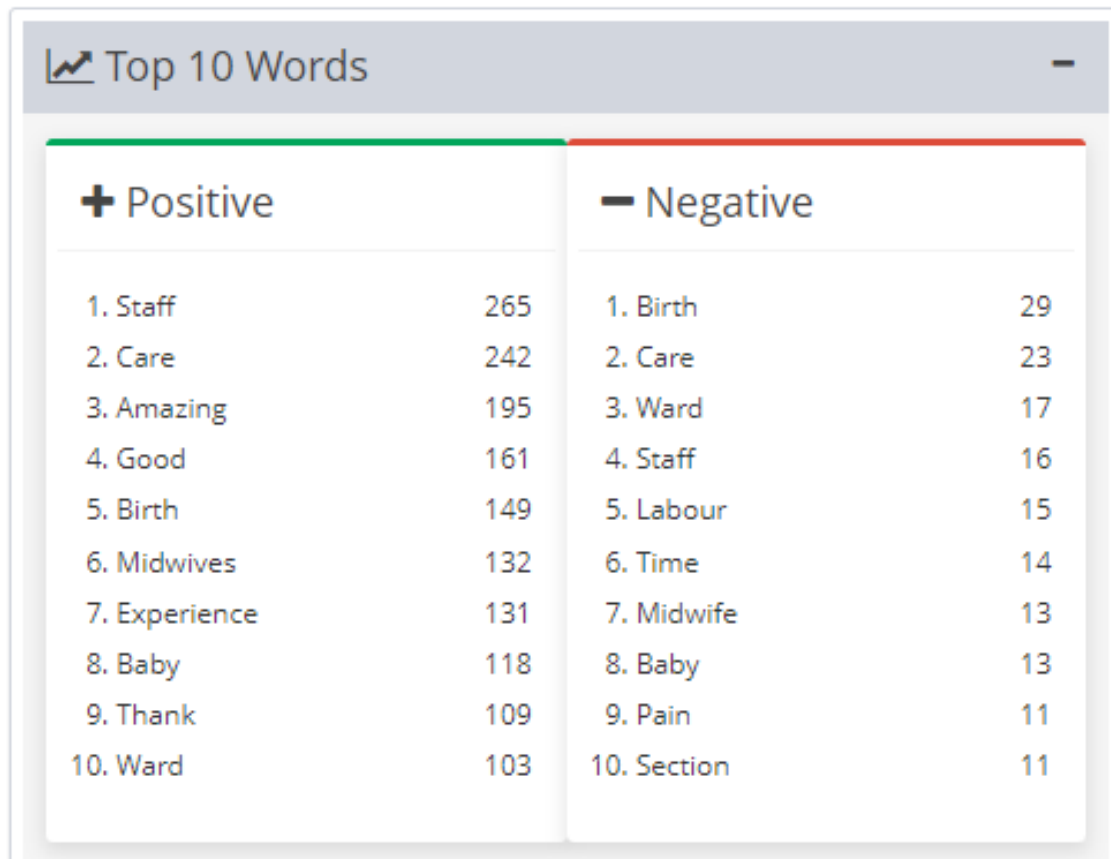 Top 10 Words
Positive
1. Staff 265
2. Care 242
3. Amazing 195
4. Good 161
5. Birth 149
6. Midwives 132
7. Experience 131
8. Baby 118
9. Thank 109
10. Ward 103
Negative
1. Birth 29
2. Care 23
3. Ward 17
4. Staff 16
5. Labour 15
6. Time 14
7. Midwife 13
8. Baby 13
9. Pain 11
10. Section 11